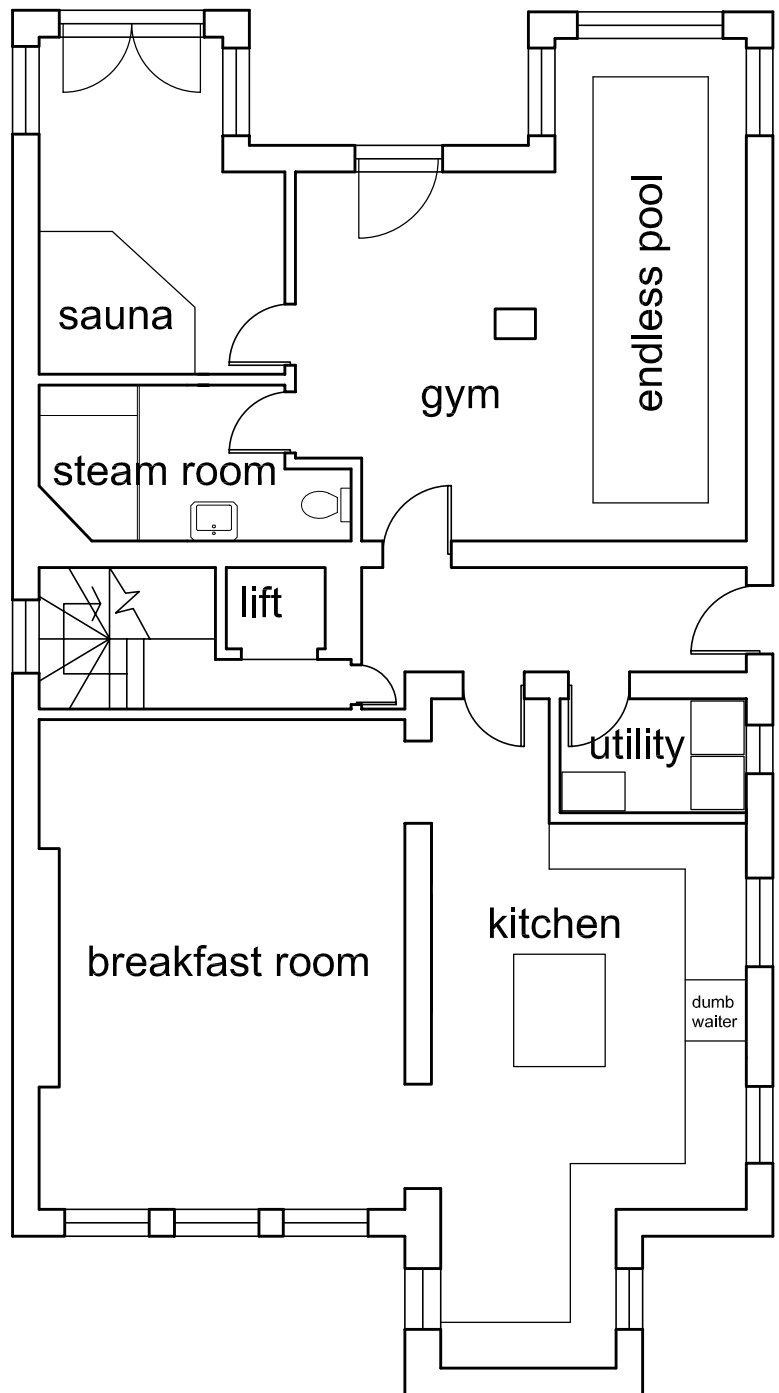 endless pool
sauna
gym
steam room
lift
utility
kitchen
breakfast room
dumb
waiter